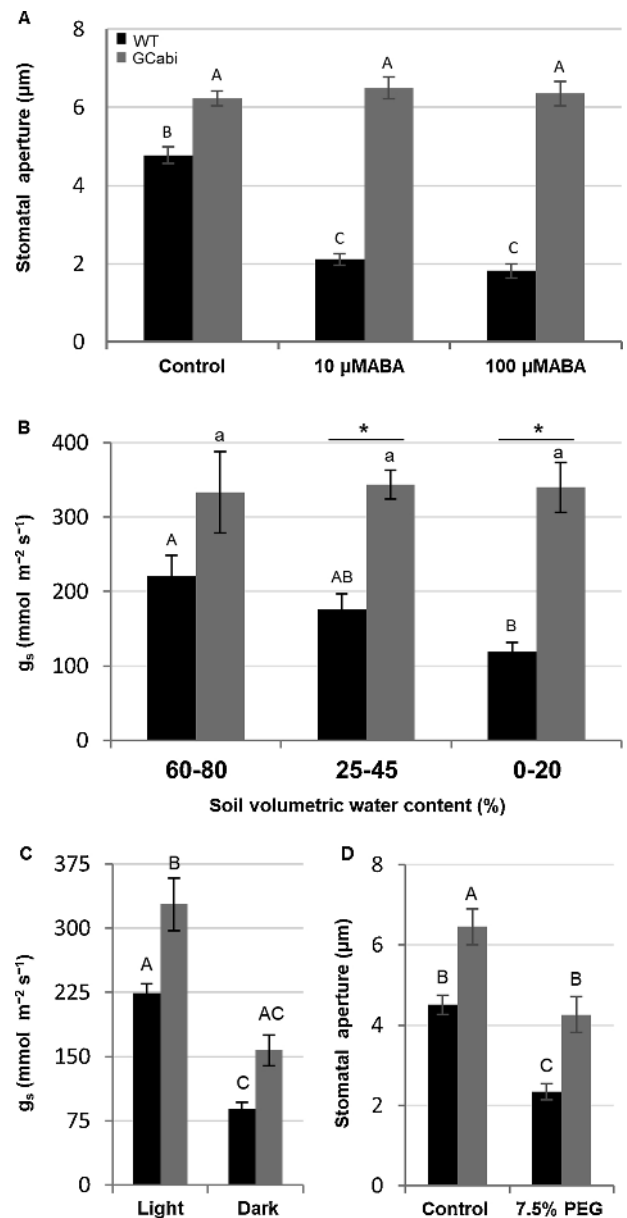 A
WT
GCabi
Stomatal aperture (μm)
8
6
4
2
0
B
A
C
A
C
A
Control
10 μMABA
100 μMABA
B
gs (mmol m−2 s−1)
400
300
200
100
0
A
a
*
AB
a
*
B
a
60-80
25-45
0-20
Soil volumetric water content (%)
C
gs (mmol m−2 s−1)
375
300
225
150
75
0
A
B
C
AC
Light
Dark
D
Stomatal aperture (μm)
8
6
4
2
0
B
A
C
B
Control
7.5% PEG